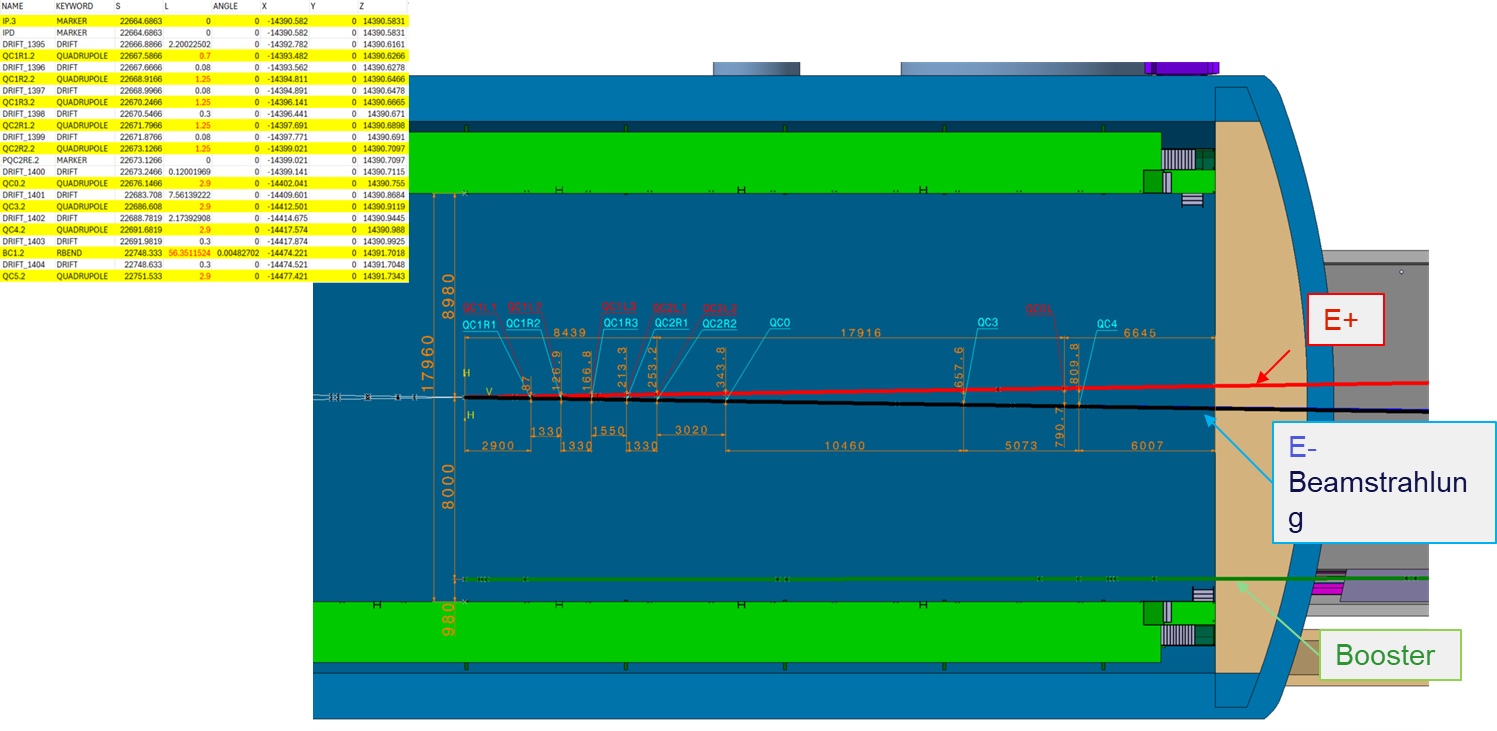 NAME KEYWORD S L ANGLE X Y Z
IP.3 MARKER 22664.6863 0 0 -14390.582 0 14390.5831
IPD MARKER 22664.6863 0 0 -14390.582 0 14390.5831
DRIFT_1395 DRIFT 22666.8866 2.20022502 0 -14392.782 0 14390.6161
QC1R1.2 QUADRUPOLE 22667.5866 0.7 0 -14393.482 0 14390.6266
DRIFT_1396 DRIFT 22667.6666 0.08 0 -14393.562 0 14390.6278
QC1R2.2 QUADRUPOLE 22668.9166 1.25 0 -14394.811 0 14390.6466
DRIFT_1397 DRIFT 22668.9966 0.08 0 -14394.891 0 14390.6478
QC1R3.2 QUADRUPOLE 22670.2466 1.25 0 -14396.141 0 14390.6665
DRIFT_1398 DRIFT 22670.5466 0.3 0 -14396.441 0 14390.671
QC2R1.2 QUADRUPOLE 22671.7966 1.25 0 -14397.691 0 14390.6898
DRIFT_1399 DRIFT 22671.8766 0.08 0 -14397.771 0 14390.691
QC2R2.2 QUADRUPOLE 22673.1266 1.25 0 -14399.021 0 14390.7097
PQC2RE.2 MARKER 22673.1266 0 0 -14399.021 0 14390.7097
DRIFT_1400 DRIFT 22673.2466 0.12001969 0 -14399.141 0 14390.7115
QC0.2 QUADRUPOLE 22676.1466 2.9 0 -14402.041 0 14390.755
DRIFT_1401 DRIFT 22683.708 7.56139222 0 -14409.601 0 14390.8684
QC3.2 QUADRUPOLE 22686.608 2.9 0 -14412.501 0 14390.9119
DRIFT_1402 DRIFT 22688.7819 2.17392908 0 -14414.675 0 14390.9445
QC4.2 QUADRUPOLE 22691.6819 2.9 0 -14417.574 0 14390.988
DRIFT_1403 DRIFT 22691.9819 0.3 0 -14417.874 0 14390.9925
BC1.2 RBEND 22748.333 56.3511524 0.00482702 -14474.221 0 14391.7018
DRIFT_1404 DRIFT 22748.633 0.3 0 -14474.521 0 14391.7048
QC5.2 QUADRUPOLE 22751.533 2.9 0 -14477.421 0 14391.7343
17960
8980
8000
980
QC1L1 QC1L2 QC1L3 QC2L1 QC2L2
QC1R1 QC1R2 QC1R3 QC2R1 QC2R2 QC0 QC3 QC4
8439 17916 6645
87 126.9 166.8 213.3 253.2 343.8 657.6 809.8
H
V
H
790.7
1330 1550 3020
2900 1330 1330 10460 5073 6007
E+
E-
Beamstrahlun
g
Booster